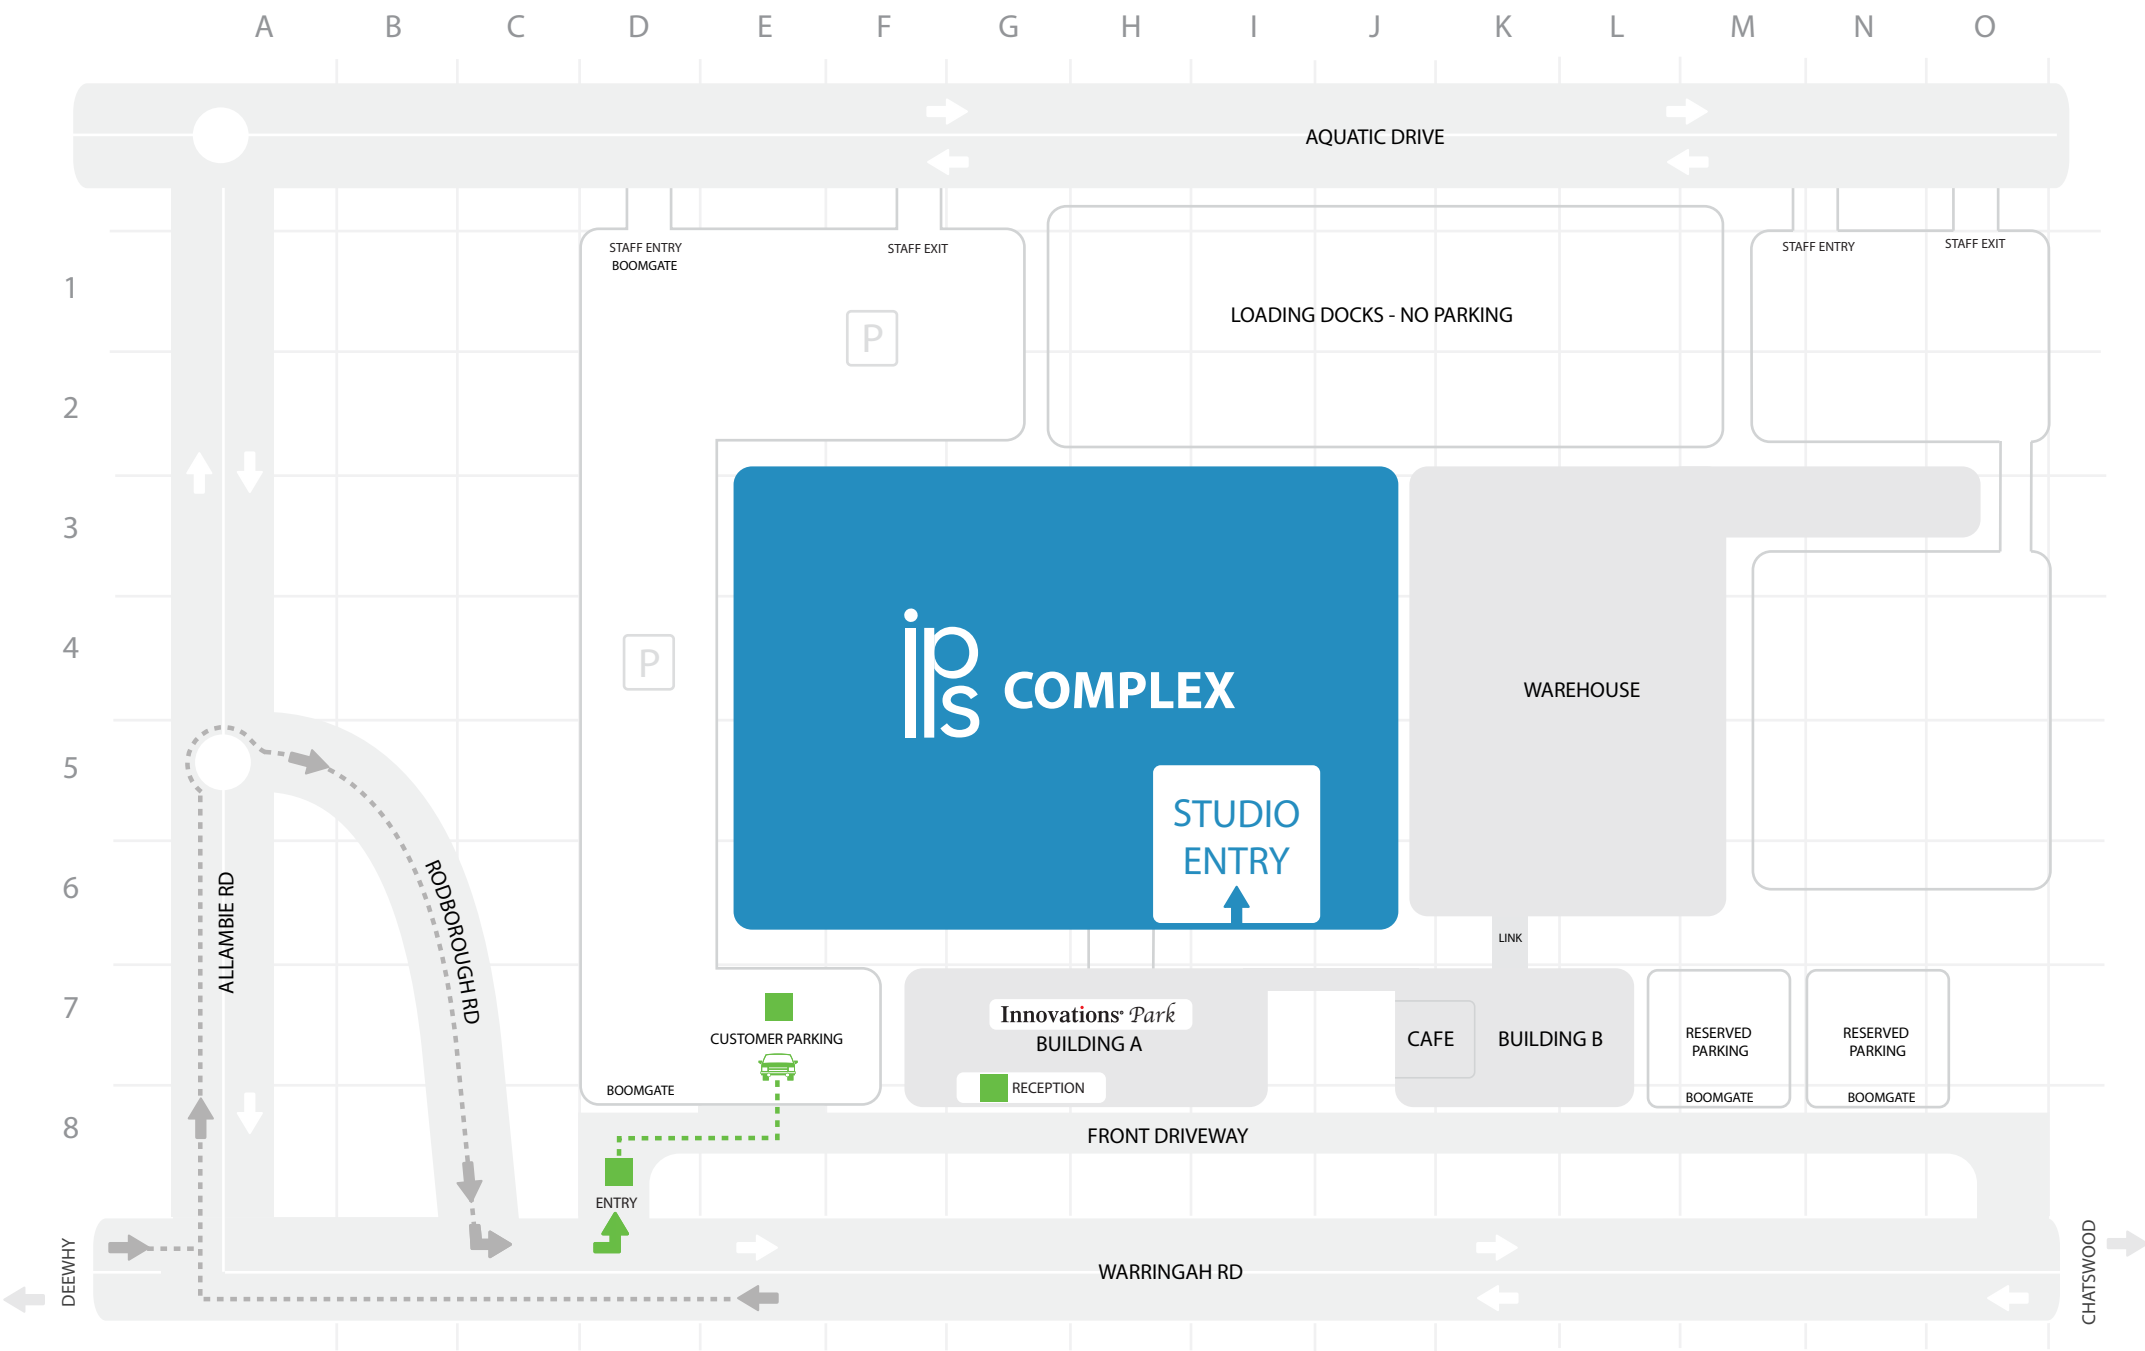 A B C D E F G H I J K L M N O
AQUATIC DRIVE
STAFF ENTRY
BOOMGATE
STAFF EXIT
STAFF ENTRY
STAFF EXIT
1
LOADING DOCKS - NO PARKING
P
2
3
4
P
ips COMPLEX
WAREHOUSE
5
STUDIO
ENTRY
6
ALLAMBIE RD
RODBOROUGH RD
LINK
7
CUSTOMER PARKING
Innovations Park
BUILDING A
RECEPTION
CAFE
BUILDING B
RESERVED
PARKING
BOOMGATE
RESERVED
PARKING
BOOMGATE
BOOMGATE
8
FRONT DRIVEWAY
ENTRY
DEEWHY
WARRINGAH RD
CHATSWOOD